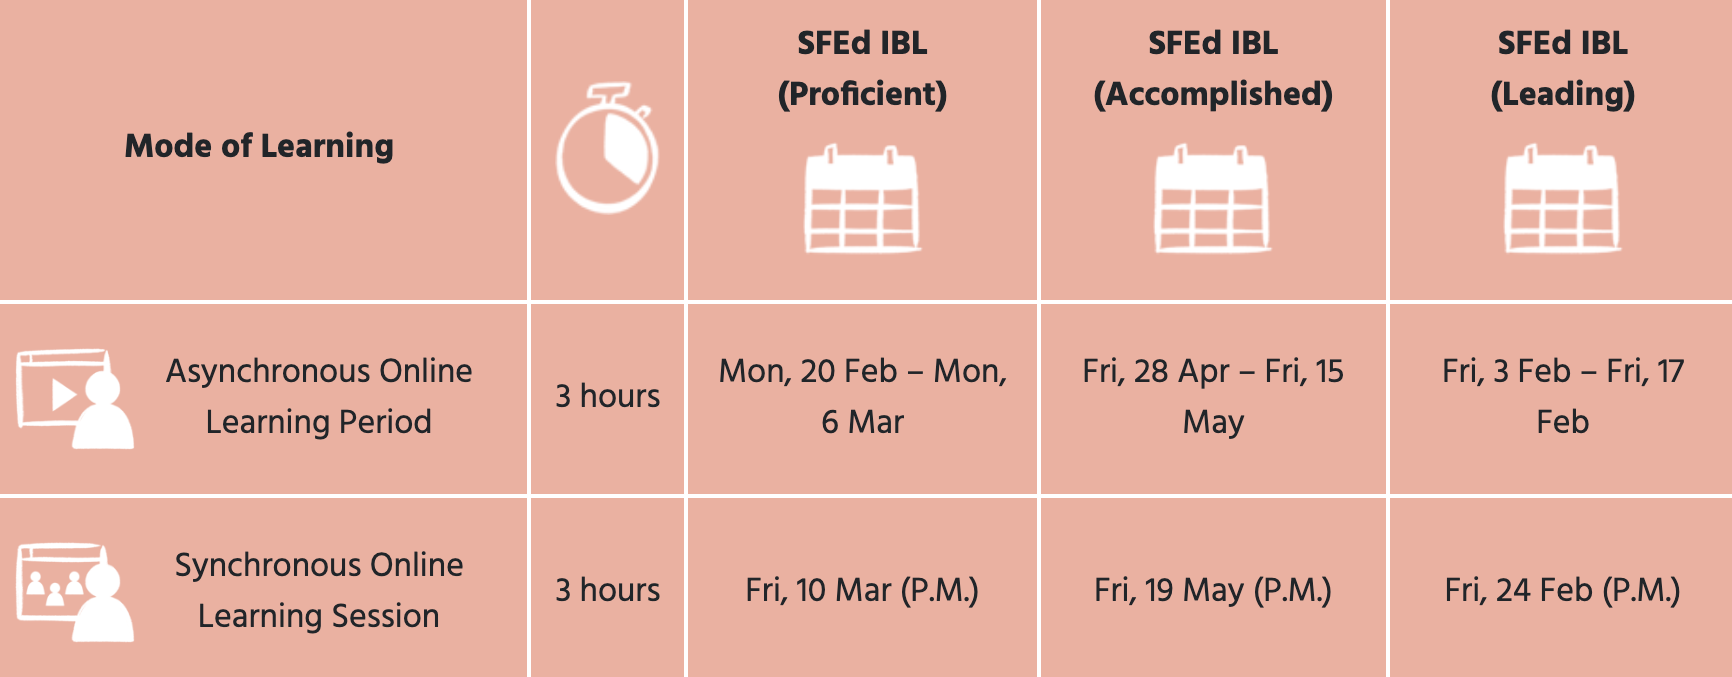 Mode of Learning
SFEd IBL
(Proficient)
SFEd IBL
(Accomplished)
SFEd IBL
(Leading)
Asynchronous Online
Learning Period
3 hours
Mon, 20 Feb – Mon,
6 Mar
Fri, 28 Apr – Fri, 15
May
Fri, 3 Feb – Fri, 17
Feb
Synchronous Online
Learning Session
3 hours
Fri, 10 Mar (P.M.)
Fri, 19 May (P.M.)
Fri, 24 Feb (P.M.)